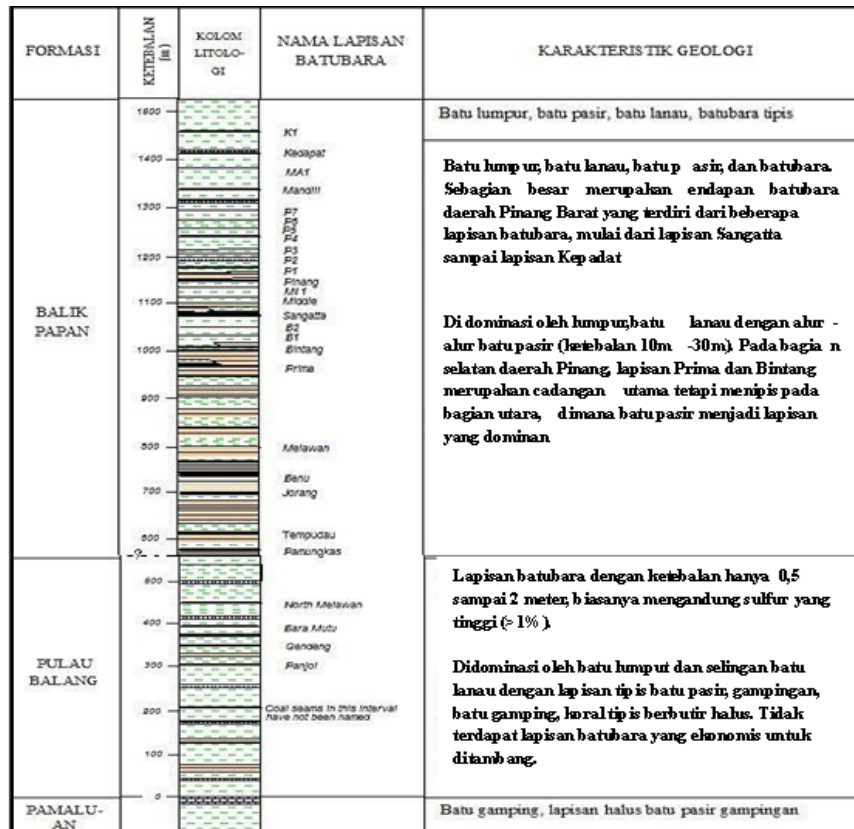 FORMASI
KETEBALAN
(m)
KOLOM
LITOLO-
GI
NAMA LAPISAN
BATUBARA
KARAKTERISTIK GEOLOGI
BALIK
PAPAN
1500
1400
1300
1200
1100
1000
900
800
700
600
-?-
K1
Kedapat
MA1
Mandili
P7
P6
P5
P4
P3
P2
P1
Pinang
M1 1
Middle
Sangatta
B2
B1
Bintang
Prima
Melawan
Benu
Jorang
Tempudau
Pamungkas
Batu lumpur, batu pasir, batu lanau, batubara tipis
Batu lumpur, batu lanau, batu p asir, dan batubara.
Sebagian besar merupakan endapan batubara
daerah Pinang Barat yang terdiri dari beberapa
lapisan batubara, mulai dari lapisan Sangatta
sampai lapisan Kepadat
Di dominasi oleh lumpur,batu lanau dengan alur -
alur batu pasir (ketebalan 10m -30m). Pada bagia n
selatan daerah Pinang, lapisan Prima dan Bintang
merupakan cadangan utama tetapi menipis pada
bagian utara, dimana batu pasir menjadi lapisan
yang dominan
PULAU
BALANG
500
400
300
200
100
0
North Melawan
Bara Mutu
Gendeng
Panjol
Coal seams in this interval
have not been named
Lapisan batubara dengan ketebalan hanya 0,5
sampai 2 meter, biasanya mengandung sulfur yang
tinggi (> 1% ).
Didominasi oleh batu lumput dan selingan batu
lanau dengan lapisan tipis batu pasir, gampingan,
batu gamping, koral tipis berbutir halus. Tidak
terdapat lapisan batubara yang ekonomis untuk
ditambang.
PAMALU-
AN
Batu gamping, lapisan halus batu pasir gampingan